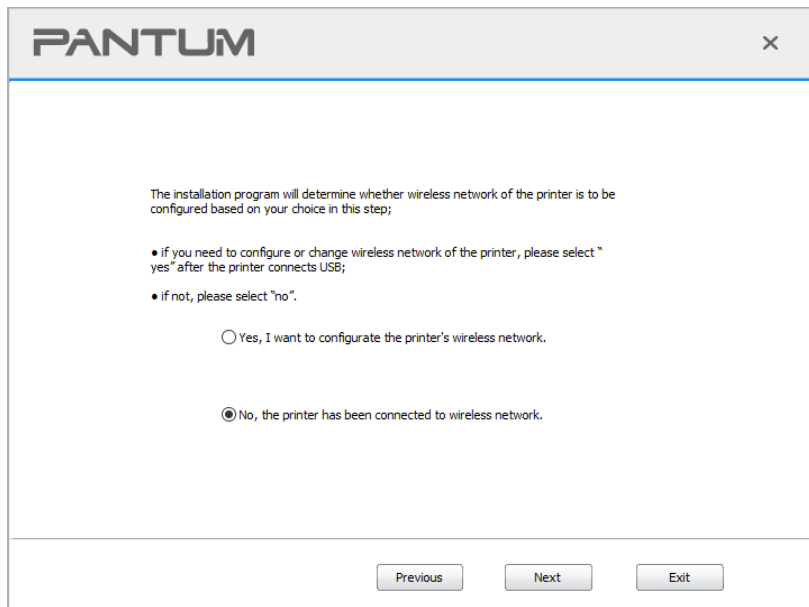 PANTUM
The installation program will determine whether wireless network of the printer is to be
configured based on your choice in this step;
● if you need to configure or change wireless network of the printer, please select “
yes” after the printer connects USB;
● if not, please select “no”.
Yes, I want to configurate the printer's wireless network.
No, the printer has been connected to wireless network.
Previous Next Exit